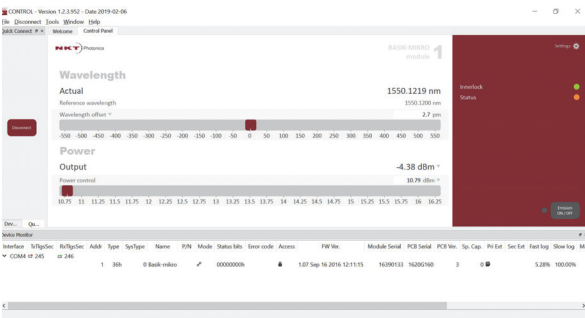 CONTROL - Version 1.2.3.952 - Date 2019-02-06
File Disconnect Tools Window Help
Quick Connect
Welcome Control Panel
NKT Photonics
BASIK MIKRO
module 1
Settings
Wavelength
Actual 1550.1219 nm
Reference wavelength 1550.1200 nm
Wavelength offset 2.7 pm
-550 -500 -450 -400 -350 -300 -250 -200 -150 -100 -50 0 50 100 150 200 250 300 350 400 450 500 550
Interlock
Status
Disconnect
Power
Output -4.38 dBm
Power control 10.79 dBm
10.75 11 11.25 11.5 11.75 12 12.25 12.5 12.75 13 13.25 13.5 13.75 14 14.25 14.5 14.75 15 15.25 15.5 15.75 16 16.25
Emission
ON / OFF
Dev... Qu...
Device Monitor
Interface TxTlgsSec RxTlgsSec Addr Type SysType Name P/N Mode Status bits Error code Access FW Ver. Module Serial PCB Serial PCB Ver. Sp. Cap. Pri Ext Sec Ext Fast log Slow log M
COM4 245 246
1 36h 0 Basik-mikro 00000000h 1.07 Sep 16 2016 12:11:15 16390133 1620G160 3 0 5.28% 100.00%